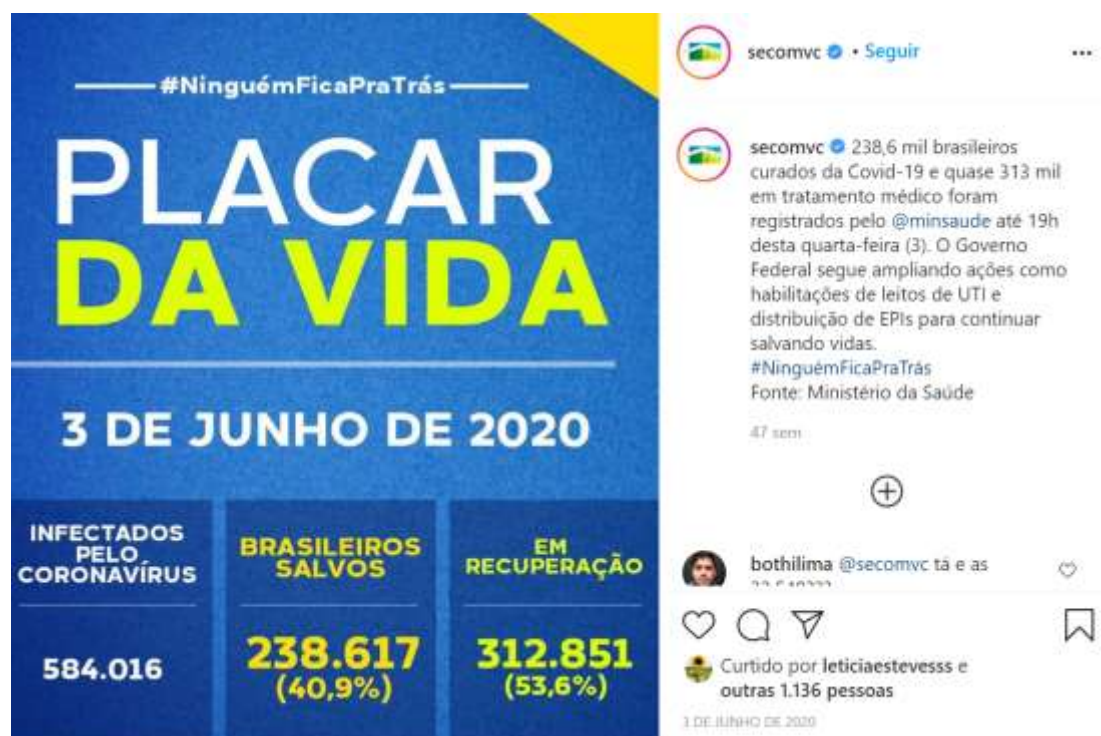 #NinguémFicaPraTrás
PLACAR
DA VIDA
3 DE JUNHO DE 2020
INFECTADOS
PELO
CORONAVÍRUS
584.016
BRASILEIROS
SALVOS
238.617
(40,9%)
EM
RECUPERAÇÃO
312.851
(53,6%)
secomvc • Seguir
secomvc 238,6 mil brasileiros
curados da Covid-19 e quase 313 mil
em tratamento médico foram
registrados pelo @minsaude até 19h
desta quarta-feira (3). O Governo
Federal segue ampliando ações como
habilitações de leitos de UTI e
distribuição de EPIs para continuar
salvando vidas.
#NinguémFicaPraTrás
Fonte: Ministério da Saúde
47 sem
bothilima @secomvc tá e as
Curtido por leticiaestevesss e
outras 1.136 pessoas
3 DE JUNHO DE 2020